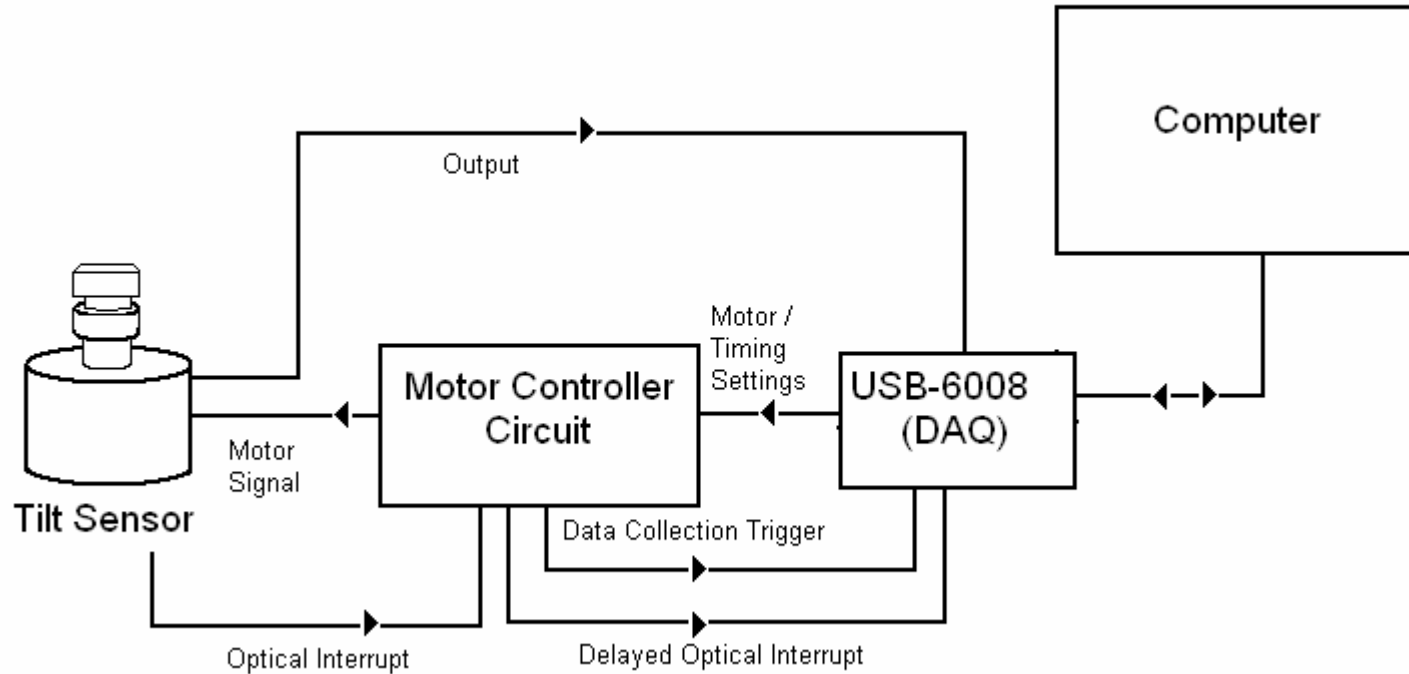 Computer
Output
Motor /
Timing
Settings
Motor Controller
Circuit
USB-6008
(DAQ)
Motor
Signal
Tilt Sensor
Data Collection Trigger
Optical Interrupt
Delayed Optical Interrupt